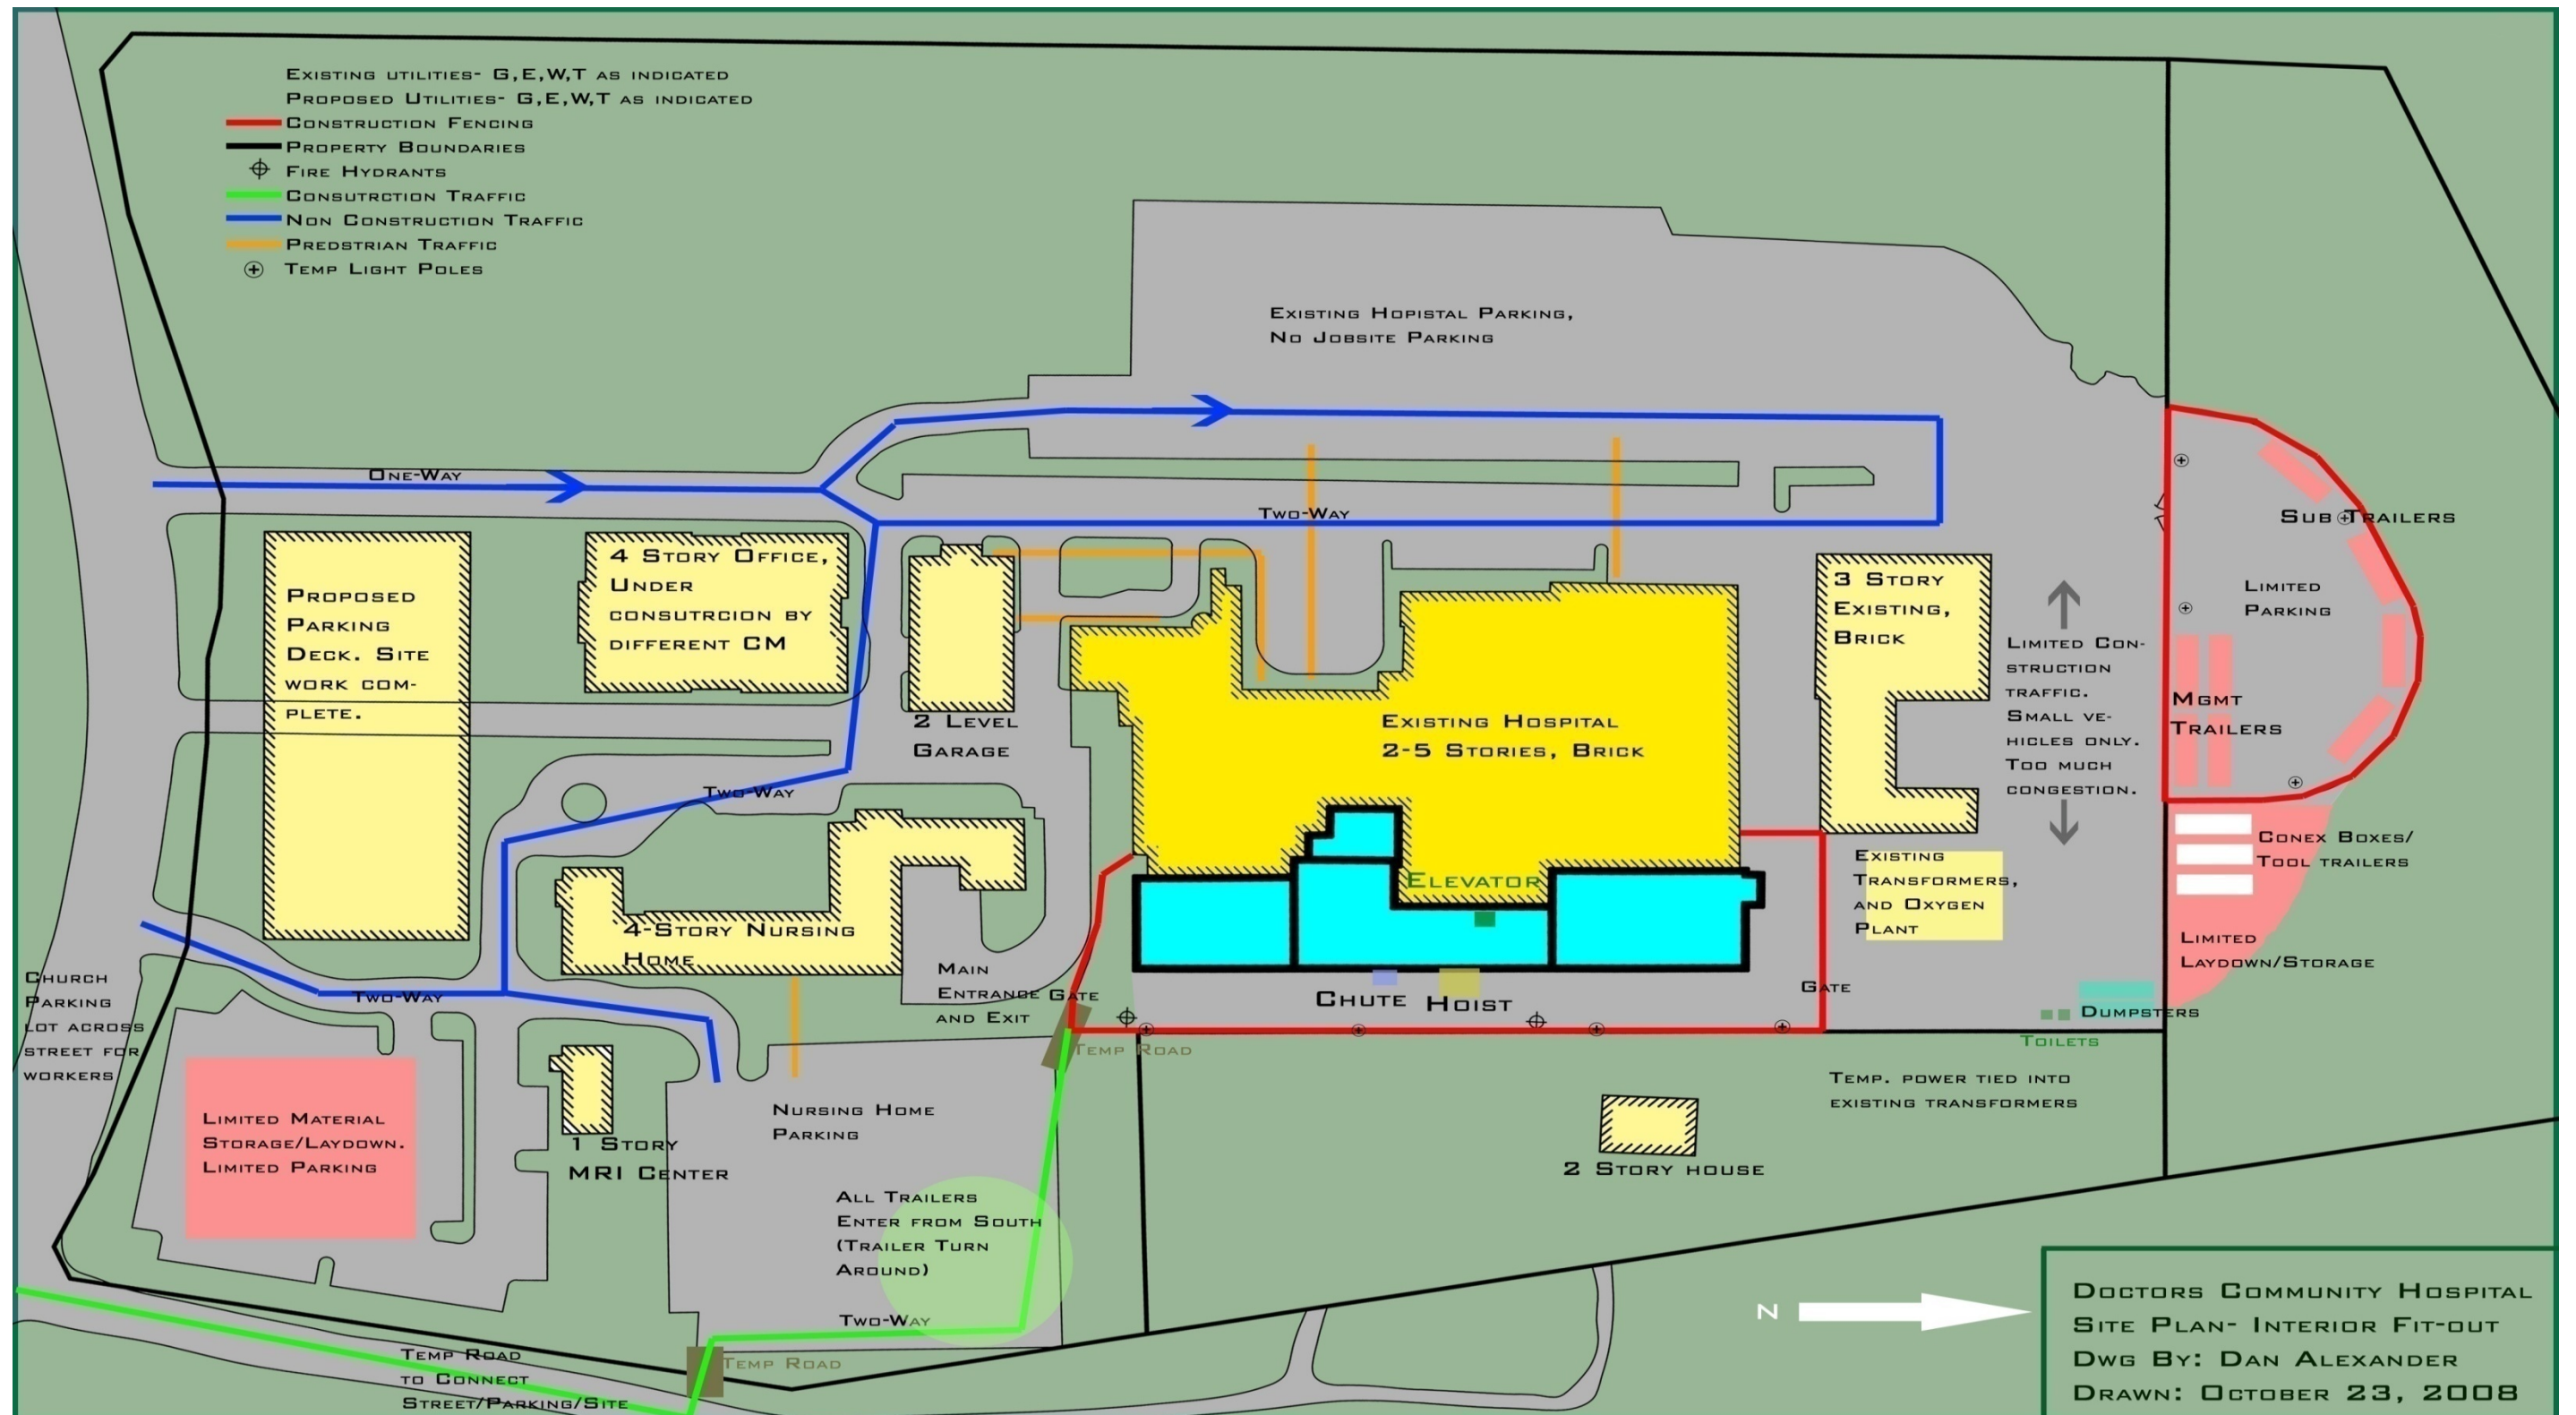 Existing utilities- G,E,W,T as indicated
Proposed Utilities- G,E,W,T as indicated
Construction Fencing
Property Boundaries
Fire Hydrants
Consutrction Traffic
Non Construction Traffic
Predstrian Traffic
Temp Light Poles
Existing Hopistal Parking,
No Jobsite Parking
One-Way
Two-Way
Sub Trailers
Limited
Parking
Mgmt
Trailers
Proposed
Parking
Deck. Site
work com-
plete.
4 Story Office,
Under
consutrcion by
different CM
2 Level
Garage
Existing Hospital
2-5 Stories, Brick
3 Story
Existing,
Brick
Limited Con-
struction
traffic.
Small ve-
hicles only.
Too much
congestion.
Two-Way
Elevator
Existing
Transformers,
and Oxygen
Plant
Conex Boxes/
Tool trailers
Limited
Laydown/Storage
4-Story Nursing
Home
Main
Entrance Gate
and Exit
Chute
Hoist
Gate
Dumpsters
Toilets
Church
Parking
lot across
street for
workers
Two-Way
Temp Road
Temp. power tied into
existing transformers
Limited Material
Storage/Laydown.
Limited Parking
1 Story
MRI Center
Nursing Home
Parking
2 Story house
All Trailers
Enter from South
(Trailer Turn
Around)
Two-Way
Temp Road
Temp Road
to Connect
Street/Parking/Site
N
Doctors Community Hospital
Site Plan- Interior Fit-out
Dwg By: Dan Alexander
Drawn: October 23, 2008